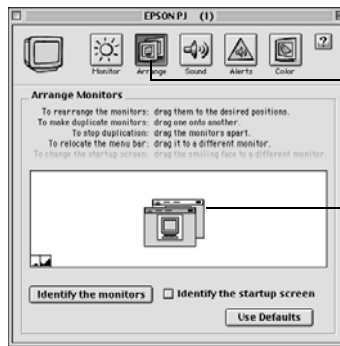 EPSON PJ (1)
Monitor Arrange Sound Alerts Color
?
Arrange Monitors
To rearrange the monitors: drag them to the desired positions.
To make duplicate monitors: drag one onto another.
To stop duplication: drag the monitors apart.
To relocate the menu bar: drag it to a different monitor.
To change the startup screen: drag the smiling face to a different monitor.
Identify the monitors Identify the startup screen
Use Defaults